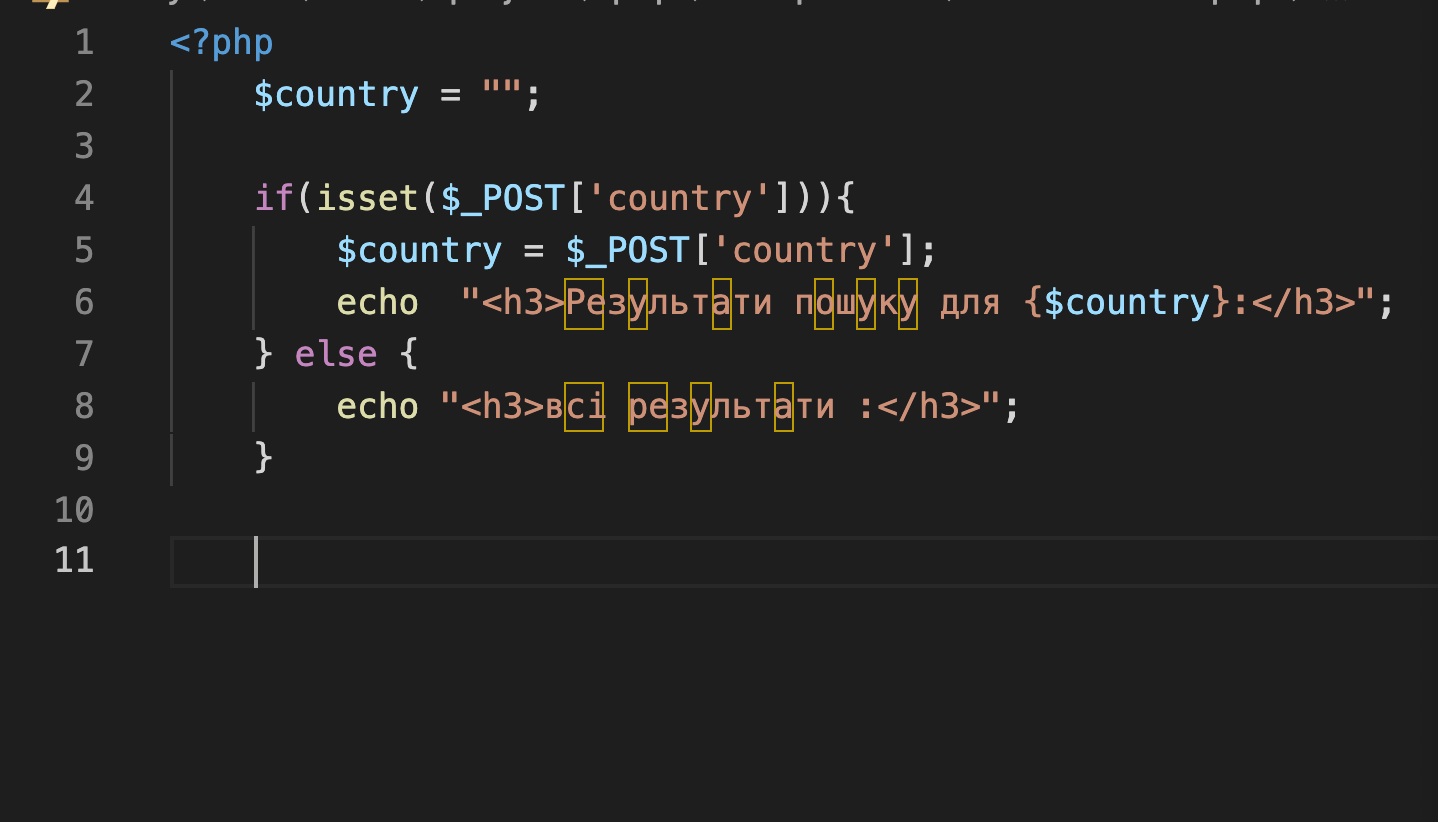 1 <?php
2     $country = "";
3
4     if(isset($_POST['country'])){
5         $country = $_POST['country'];
6         echo  "<h3>Результати пошуку для {$country}:</h3>";
7     } else {
8         echo "<h3>всі результати :</h3>";
9     }
10
11